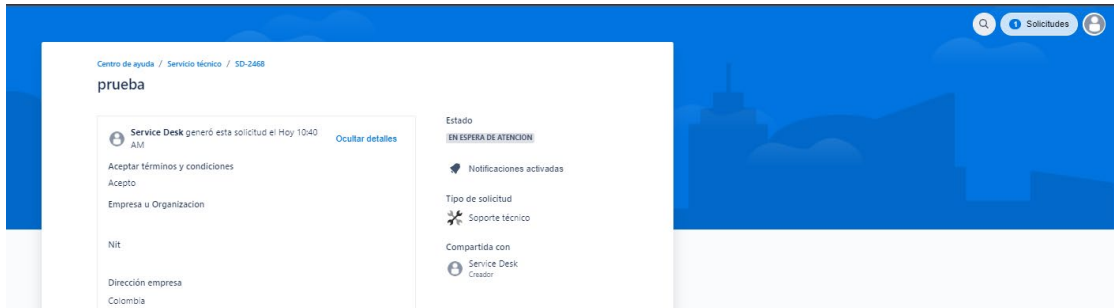 1 Solicitudes
Centro de ayuda / Servicio técnico / SD-2468
prueba
Service Desk generó esta solicitud el Hoy 10:40
AM
Ocultar detalles
Aceptar términos y condiciones
Acepto
Empresa u Organizacion
Nit
Dirección empresa
Colombia
Estado
EN ESPERA DE ATENCION
Notificaciones activadas
Tipo de solicitud
Soporte técnico
Compartida con
Service Desk
Creador